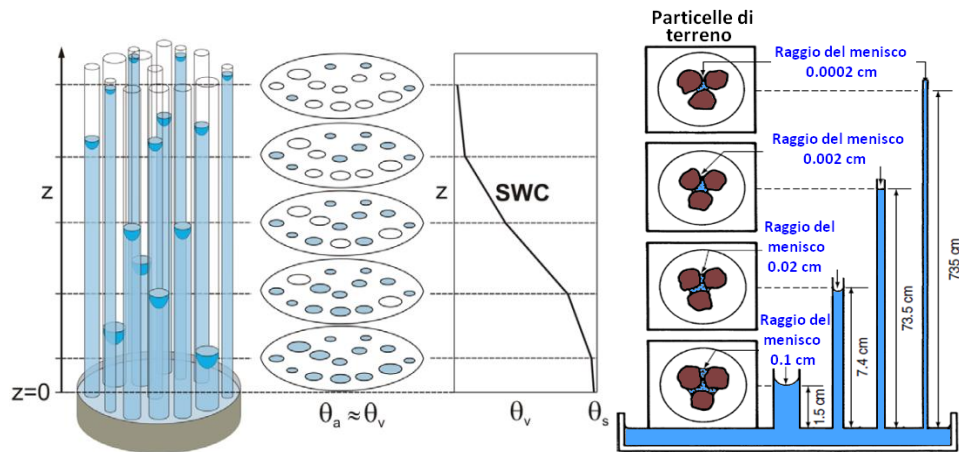 Particelle di
terreno
Raggio del menisco
0.0002 cm
Raggio del menisco
0.002 cm
Raggio del
menisco
0.02 cm
Raggio del
menisco
0.1 cm
z
z
SWC
z=0
θa ≈ θv
θv
θs
1.5 cm
7.4 cm
73.5 cm
735 cm